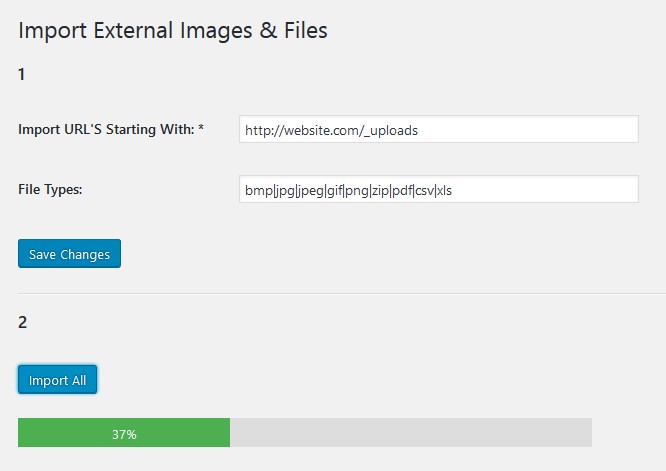 Import External Images & Files
1
Import URL'S Starting With: *
http://website.com/_uploads
File Types:
bmp|jpg|jpeg|gif|png|zip|pdf|csv|xls
Save Changes
2
Import All
37%